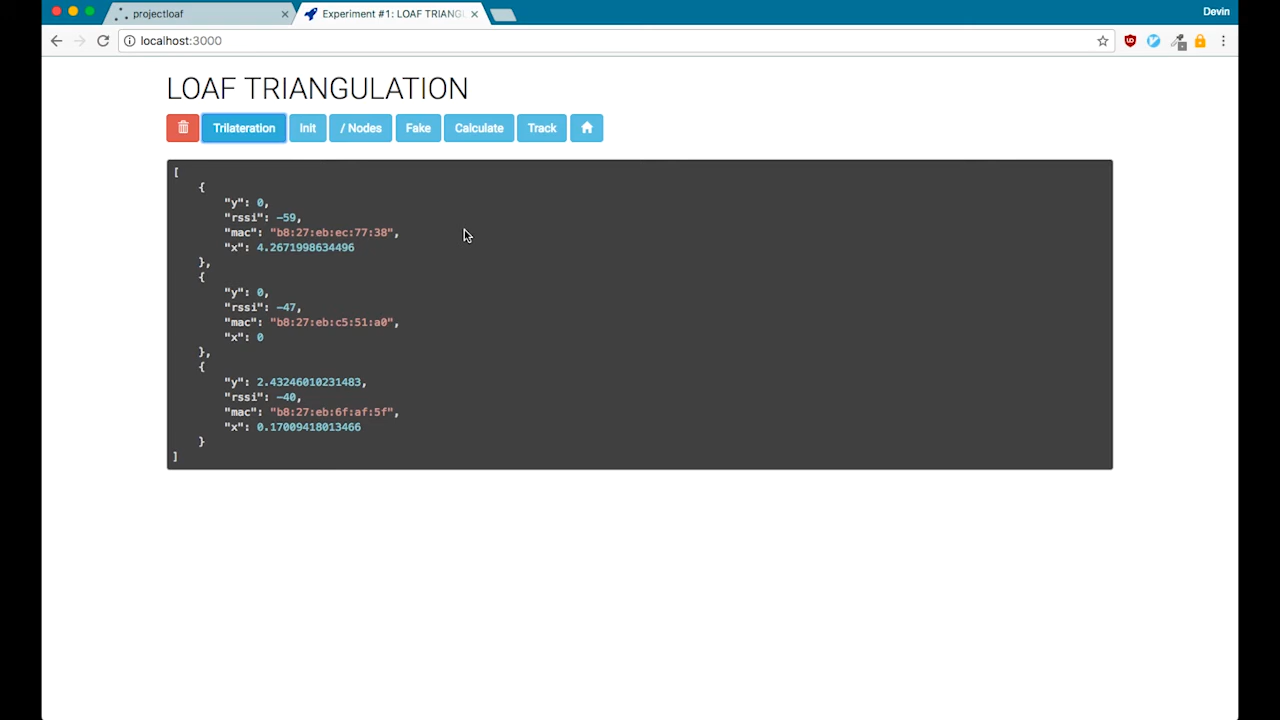 projectloaf
Experiment #1: LOAF TRIANGU
Devin
localhost:3000
LOAF TRIANGULATION
Trilateration Init / Nodes Fake Calculate Track
[
{
"y": 0,
"rssi": -59,
"mac": "b8:27:eb:ec:77:38",
"x": 4.2671998634496
},
{
"y": 0,
"rssi": -47,
"mac": "b8:27:eb:c5:51:a0",
"x": 0
},
{
"y": 2.43246010231483,
"rssi": -40,
"mac": "b8:27:eb:6f:af:5f",
"x": 0.17009418013466
}
]